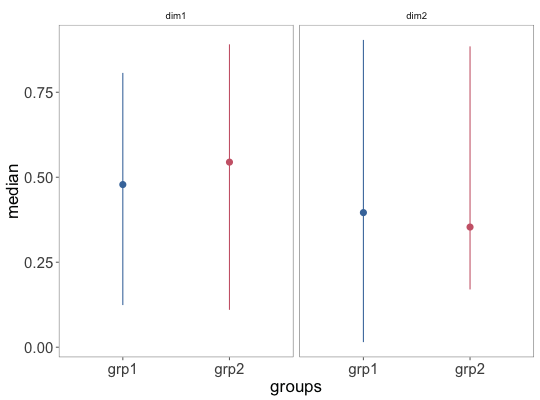 dim1 dim2
median
0.75
0.50
0.25
0.00
grp1 grp2 grp1 grp2
groups